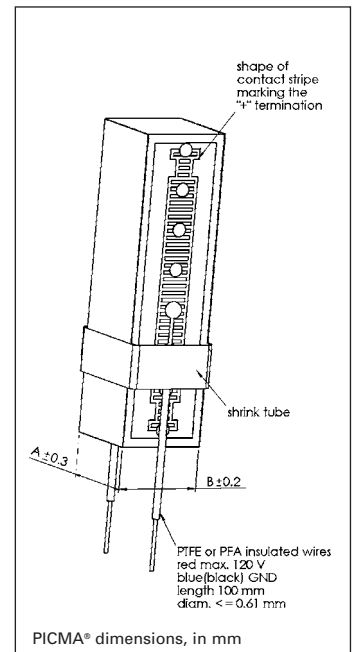 shape of
contact stripe
marking the
"+" termination
shrink tube
A ±0.3
B±0.2
PTFE or PFA insulated wires
red max. 120 V
blue(black) GND
length 100 mm
diam. <= 0.61 mm
PICMA® dimensions, in mm